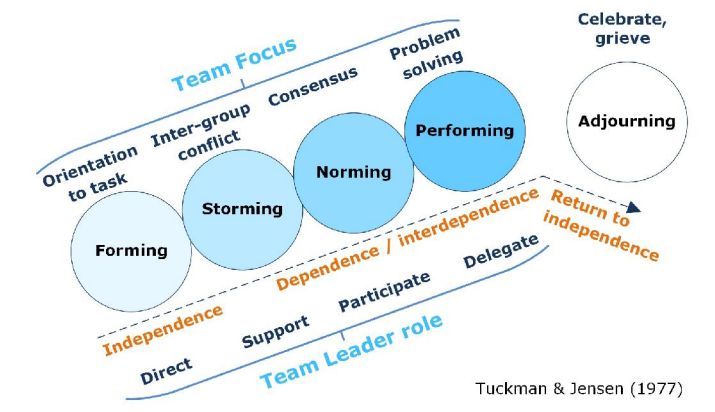 Team Focus
Orientation
to task
Inter-group
conflict
Consensus
Problem
solving
Celebrate,
grieve
Forming
Storming
Norming
Performing
Adjourning
Independence
Dependence / interdependence
Return to
independence
Direct
Support
Participate
Delegate
Team Leader role
Tuckman & Jensen (1977)